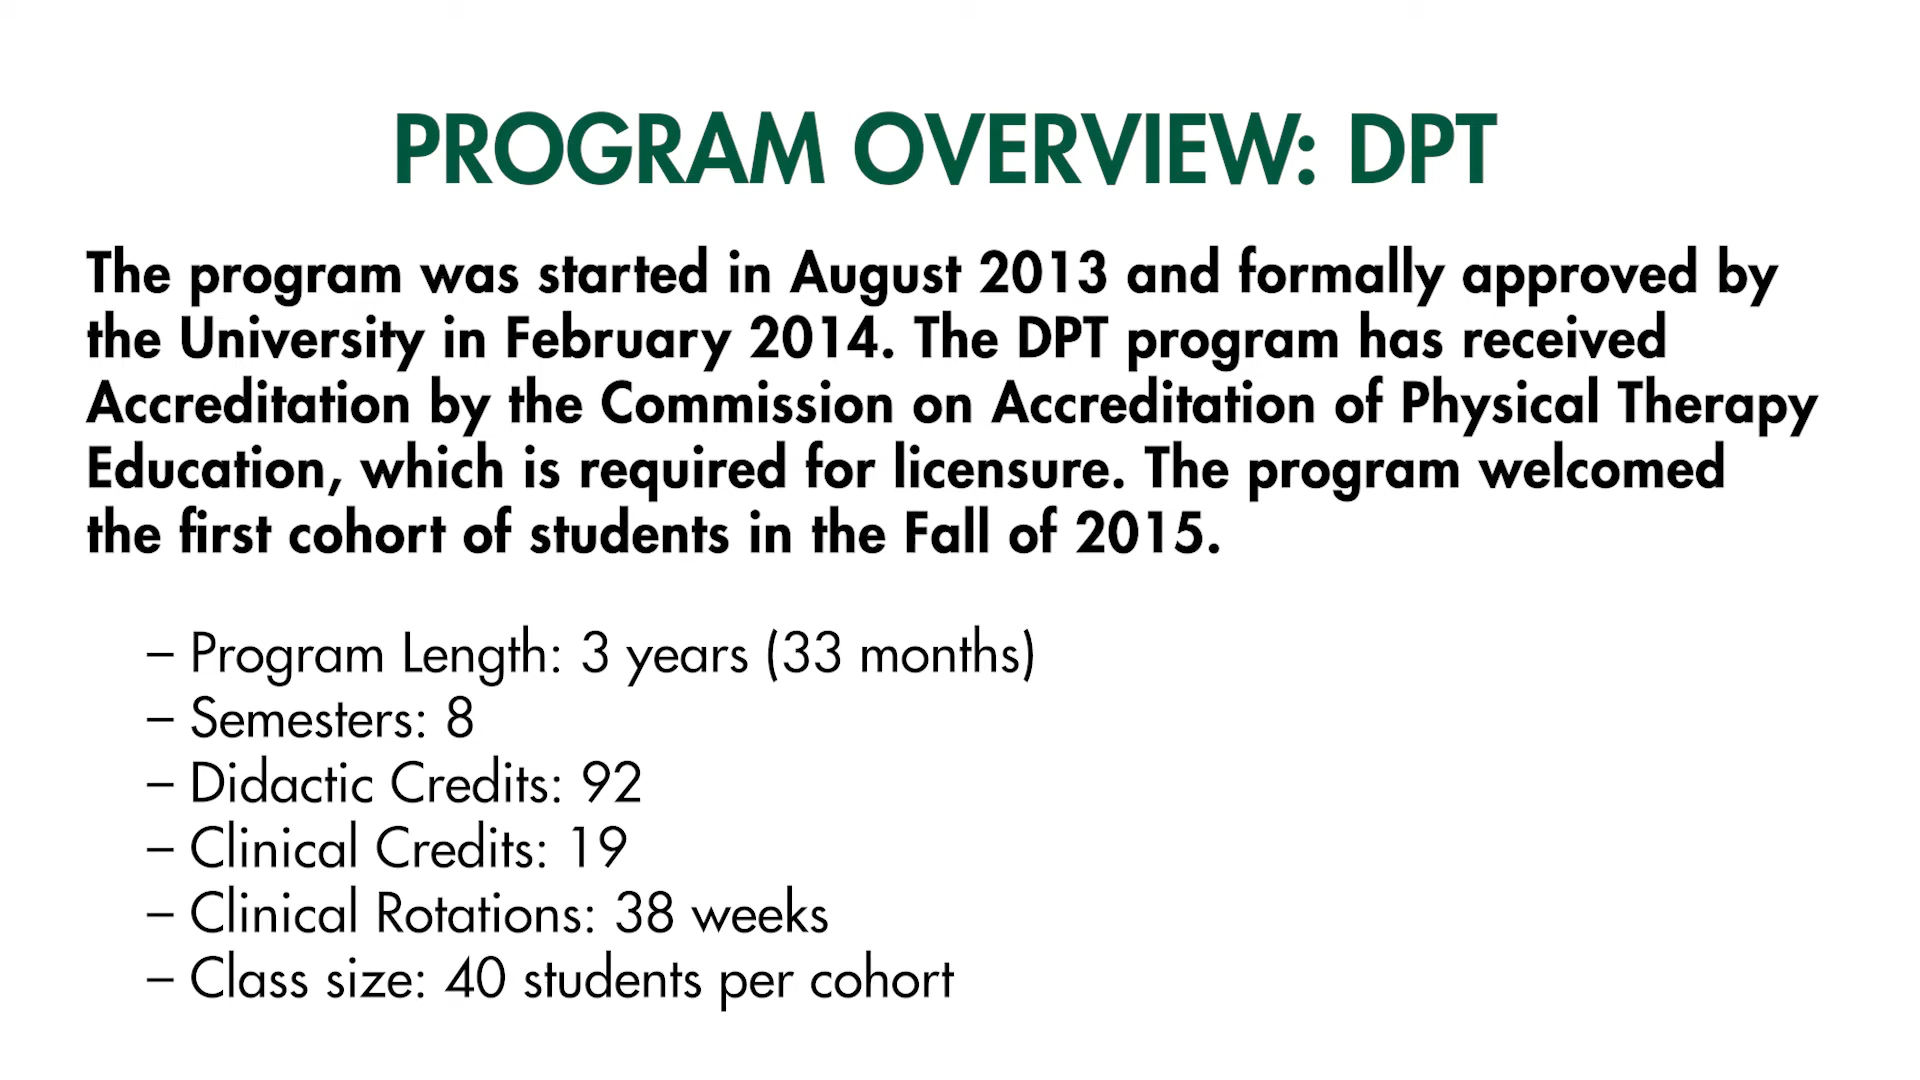 PROGRAM OVERVIEW: DPT
The program was started in August 2013 and formally approved by
the University in February 2014. The DPT program has received
Accreditation by the Commission on Accreditation of Physical Therapy
Education, which is required for licensure. The program welcomed
the first cohort of students in the Fall of 2015.
– Program Length: 3 years (33 months)
– Semesters: 8
– Didactic Credits: 92
– Clinical Credits: 19
– Clinical Rotations: 38 weeks
– Class size: 40 students per cohort